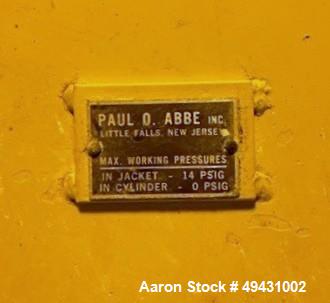 PAUL O. ABBE INC.
LITTLE FALLS, NEW JERSEY
MAX. WORKING PRESSURES
IN JACKET - 14 PSIG
IN CYLINDER - 0 PSIG
Aaron Stock # 49431002